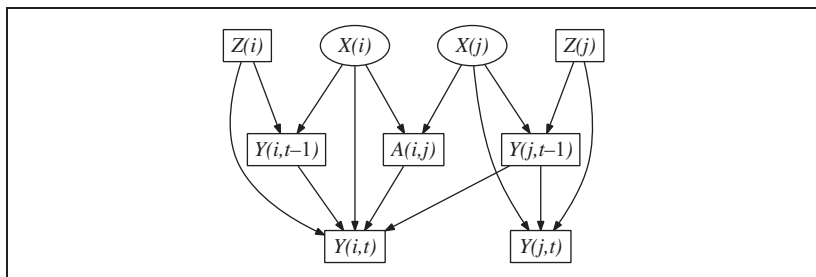 Z(i) X(i) X(j) Z(j)
Y(i,t–1) A(i,j) Y(j,t–1)
Y(i,t) Y(j,t)